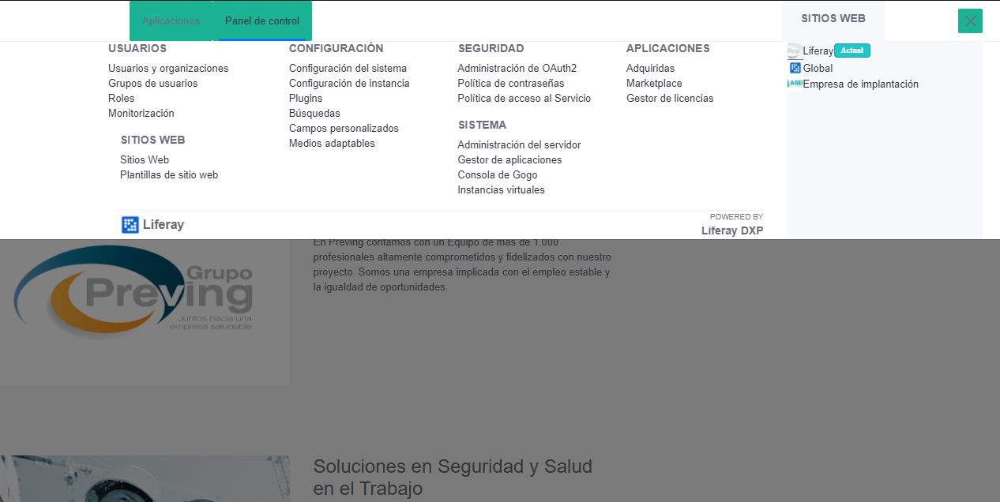 Aplicaciones
Panel de control
SITIOS WEB
USUARIOS
Usuarios y organizaciones
Grupos de usuarios
Roles
Monitorización
SITIOS WEB
Sitios Web
Plantillas de sitio web
CONFIGURACIÓN
Configuración del sistema
Configuración de instancia
Plugins
Búsquedas
Campos personalizados
Medios adaptables
SEGURIDAD
Administración de OAuth2
Política de contraseñas
Política de acceso al Servicio
SISTEMA
Administración del servidor
Gestor de aplicaciones
Consola de Gogo
Instancias virtuales
APLICACIONES
Adquiridas
Marketplace
Gestor de licencias
Liferay Actual
Global
ASE Empresa de implantación
Liferay
POWERED BY
Liferay DXP
Grupo
Preving
Juntos hacia una
empresa saludable
En Preving contamos con un Equipo de más de 1.000
profesionales altamente comprometidos y fidelizados con nuestro
proyecto. Somos una empresa implicada con el empleo estable y
la igualdad de oportunidades.
Soluciones en Seguridad y Salud
en el Trabajo